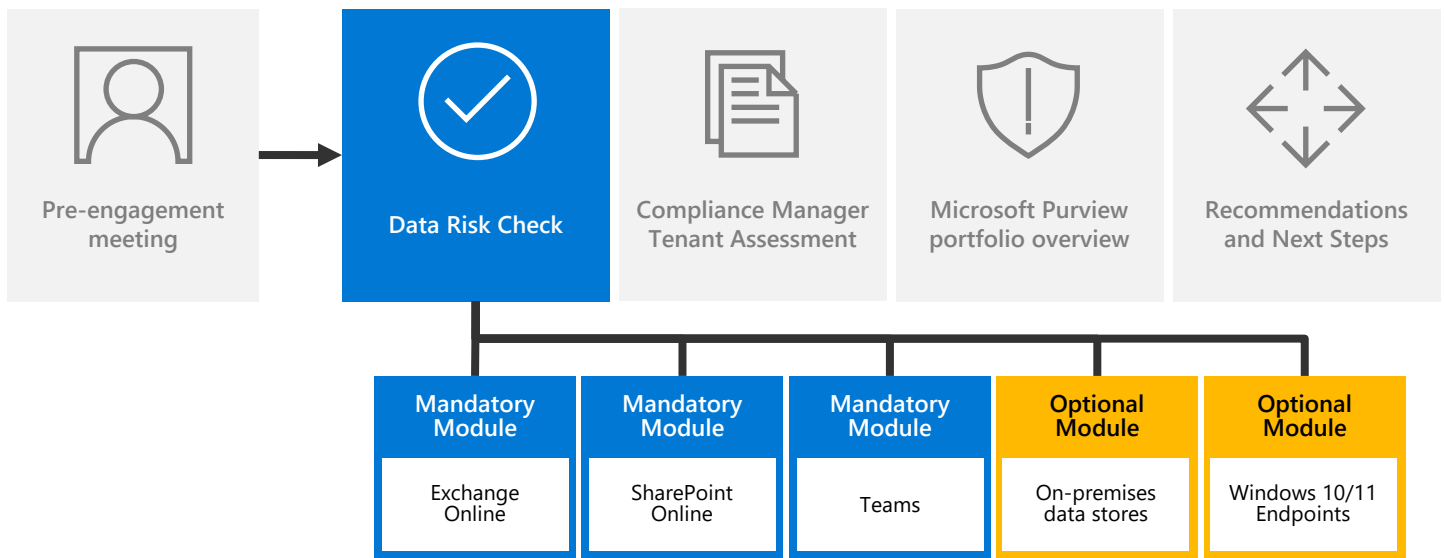 Pre-engagement
meeting
Data Risk Check
Compliance Manager
Tenant Assessment
Microsoft Purview
portfolio overview
Recommendations
and Next Steps
Mandatory
Module
Exchange
Online
Mandatory
Module
SharePoint
Online
Mandatory
Module
Teams
Optional
Module
On-premises
data stores
Optional
Module
Windows 10/11
Endpoints